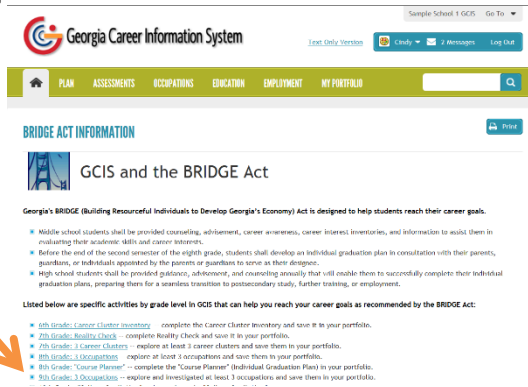 Sample School 1 GCIS Go To
Georgia Career Information System
Text Only Version Cindy 2 Messages Log Out
PLAN ASSESSMENTS OCCUPATIONS EDUCATION EMPLOYMENT MY PORTFOLIO
BRIDGE ACT INFORMATION
Print
GCIS and the BRIDGE Act
Georgia's BRIDGE (Building Resourceful Individuals to Develop Georgia's Economy) Act is designed to help students reach their career goals.
Middle school students shall be provided counseling, advisement, career awareness, career interest inventories, and information to assist them in
evaluating their academic skills and career interests.
Before the end of the second semester of the eighth grade, students shall develop an individual graduation plan in consultation with their parents,
guardians, or individuals appointed by the parents or guardians to serve as their designee.
High school students shall be provided guidance, advisement, and counseling annually that will enable them to successfully complete their individual
graduation plans, preparing them for a seamless transition to postsecondary study, further training, or employment.
Listed below are specific activities by grade level in GCIS that can help you reach your career goals as recommended by the BRIDGE Act:
6th Grade: Career Cluster Inventory -- complete the Career Cluster Inventory and save it in your portfolio.
7th Grade: Reality Check -- complete Reality Check and save it in your portfolio.
7th Grade: 3 Career Clusters -- explore at least 3 career clusters and save them in your portfolio.
8th Grade: 3 Occupations -- explore at least 3 occupations and save them in your portfolio.
8th Grade: "Course Planner" -- complete the "Course Planner" (Individual Graduation Plan) in your portfolio.
9th Grade: 3 Occupations -- explore and investigated at least 3 occupations and save them in your portfolio.